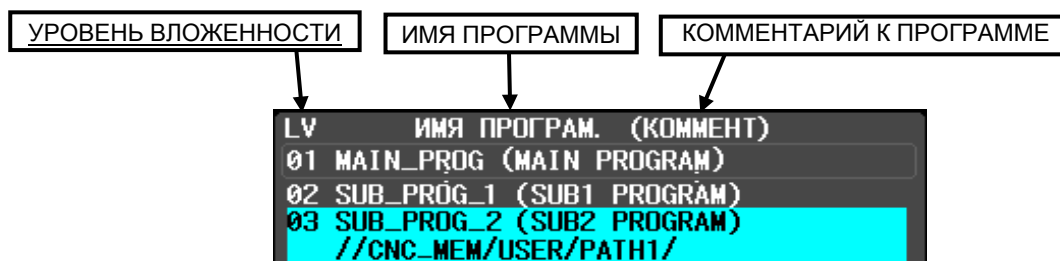 УРОВЕНЬ ВЛОЖЕННОСТИ ИМЯ ПРОГРАММЫ КОММЕНТАРИЙ К ПРОГРАММЕ
LV ИМЯ ПРОГРАМ. (КОММЕНТ)
01 MAIN_PROG (MAIN PROGRAM)
02 SUB_PROG_1 (SUB1 PROGRAM)
03 SUB_PROG_2 (SUB2 PROGRAM)
//CNC_MEM/USER/PATH1/